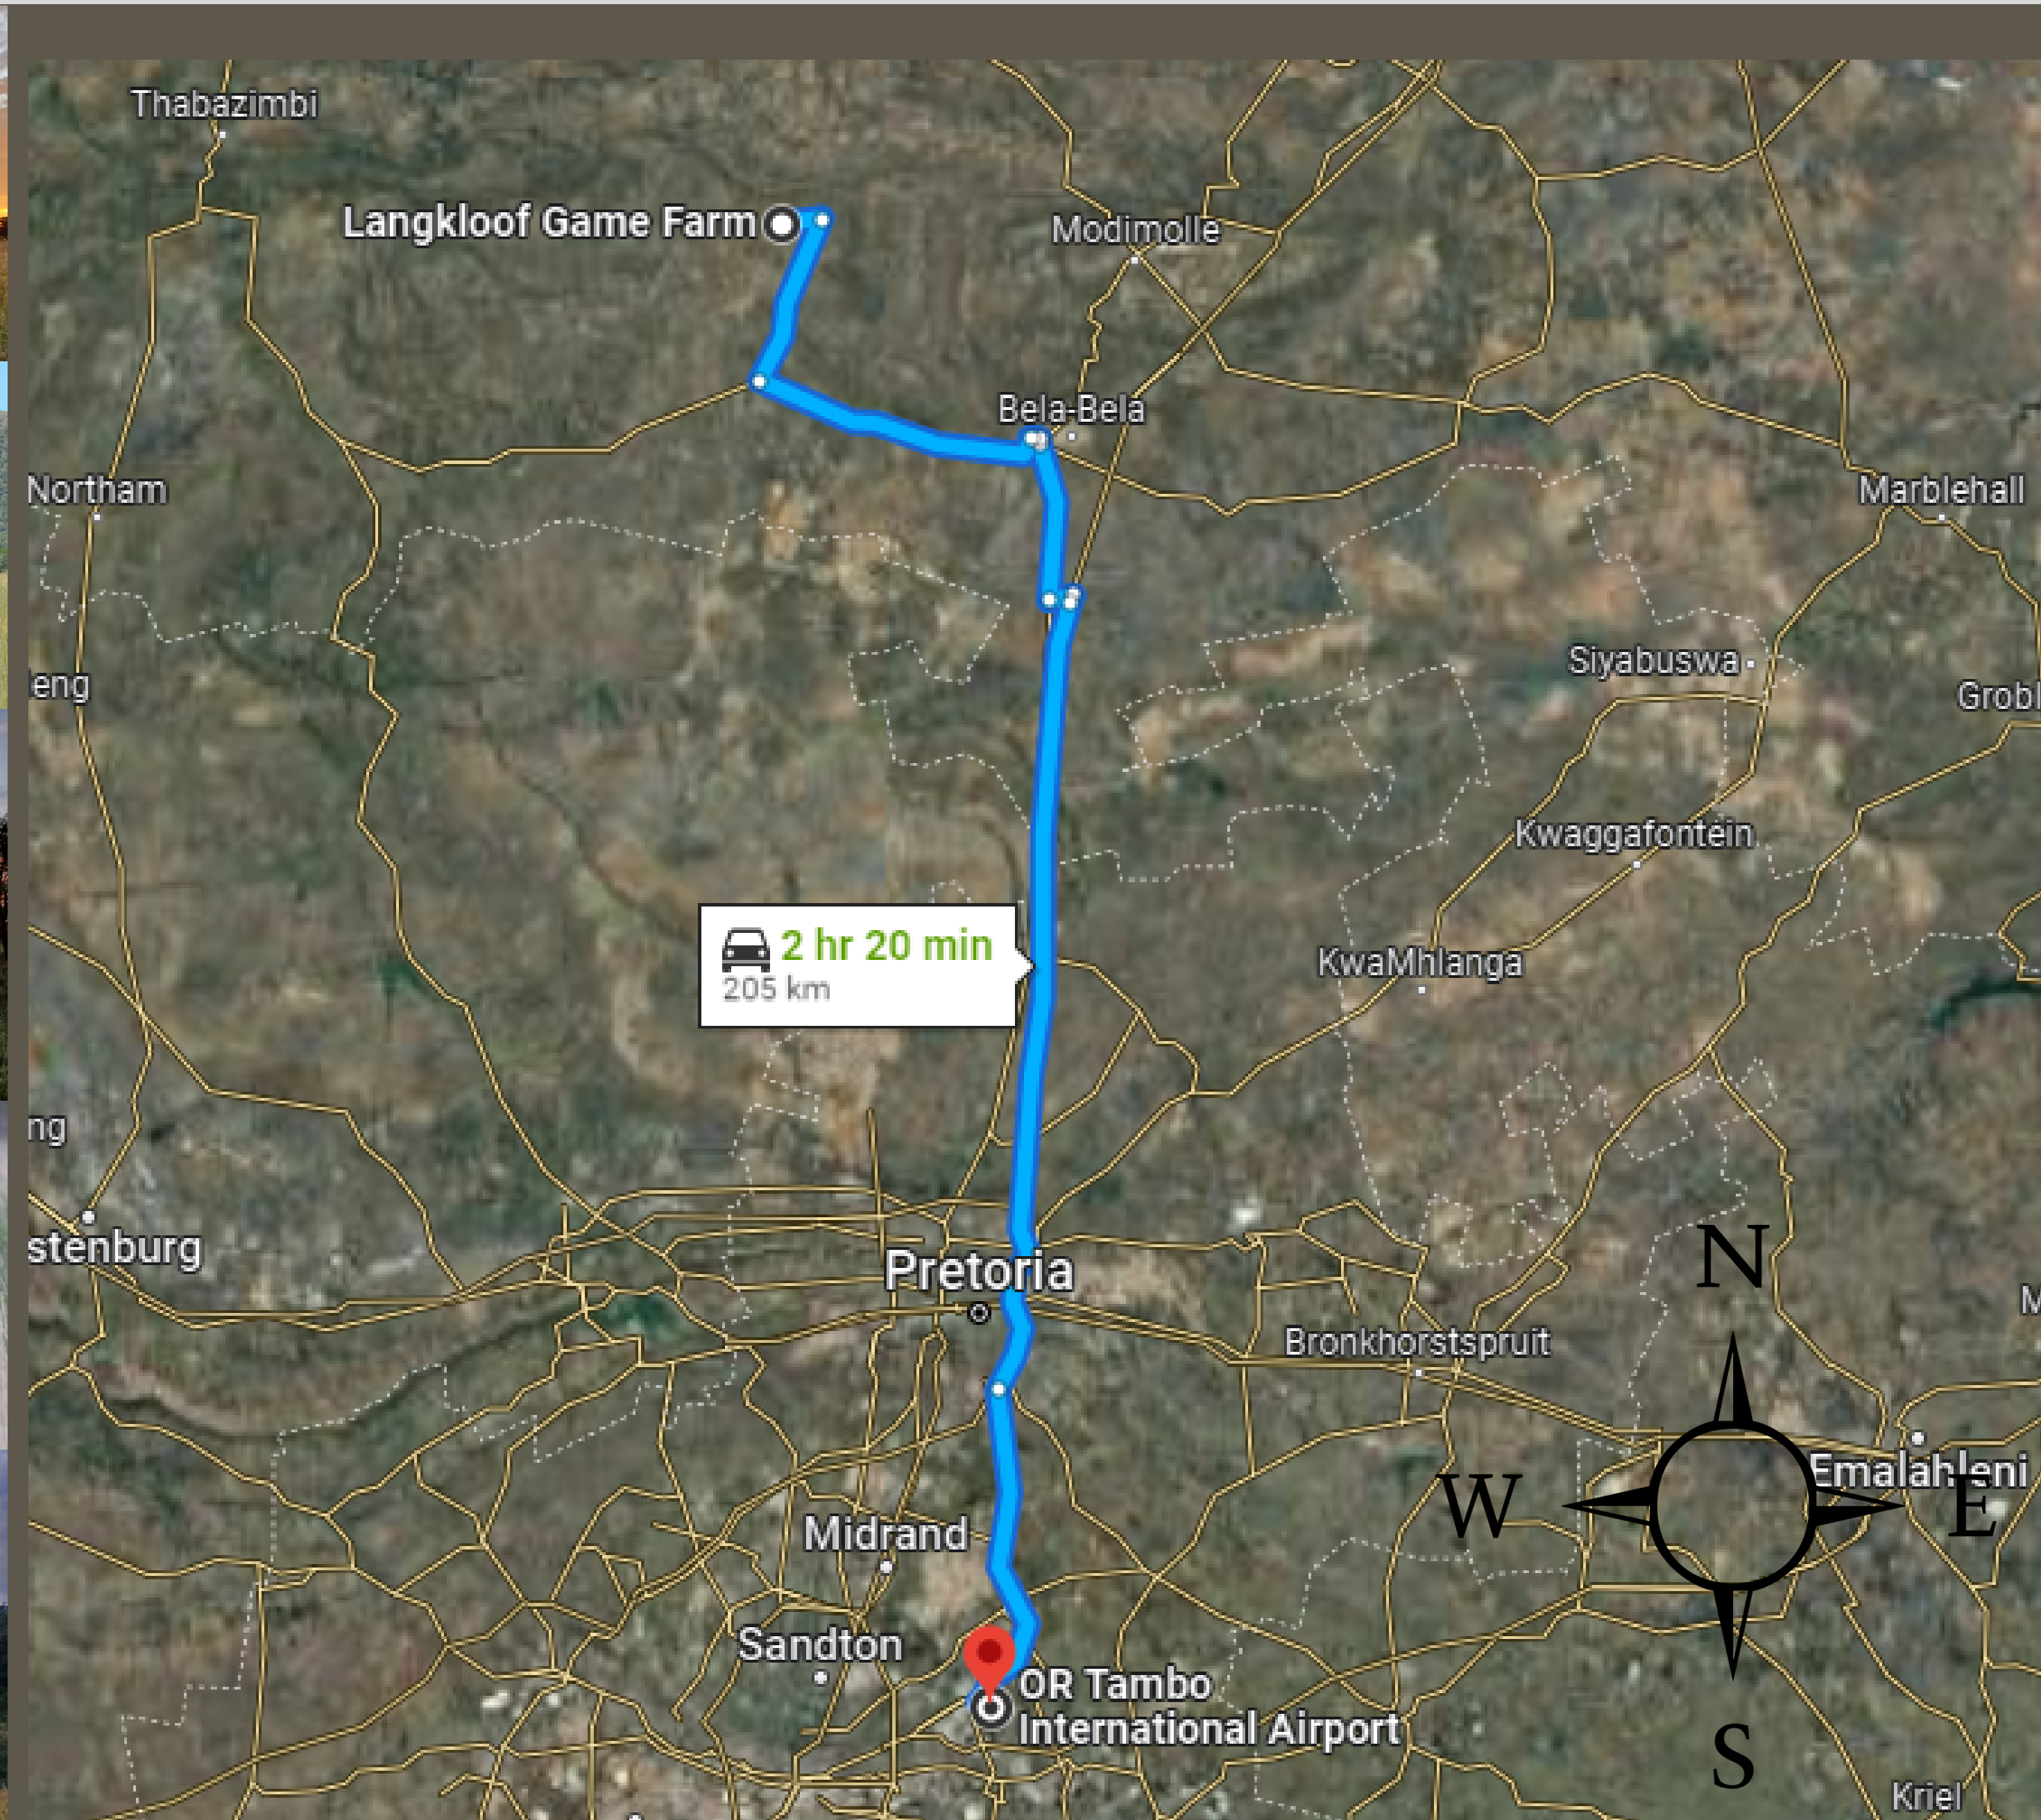 Thabazimbi
Langkloof Game Farm
Modimolle
Bela-Bela
Northam
Marblehall
Siyabuswa
eng
Grobl
Kwaggafontein
2 hr 20 min
205 km
KwaMhlanga
ng
stenburg
Pretoria
N
M
Bronkhorstspruit
Emalahleni
W
E
Midrand
Sandton
OR Tambo
International Airport
S
Kriel